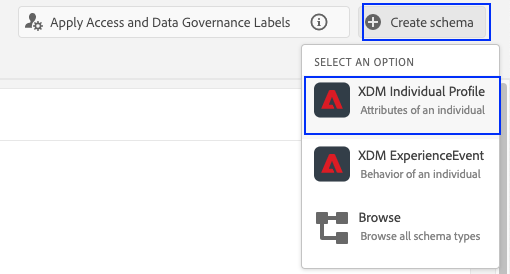 Apply Access and Data Governance Labels
Create schema
SELECT AN OPTION
XDM Individual Profile
Attributes of an individual
XDM ExperienceEvent
Behavior of an individual
Browse
Browse all schema types